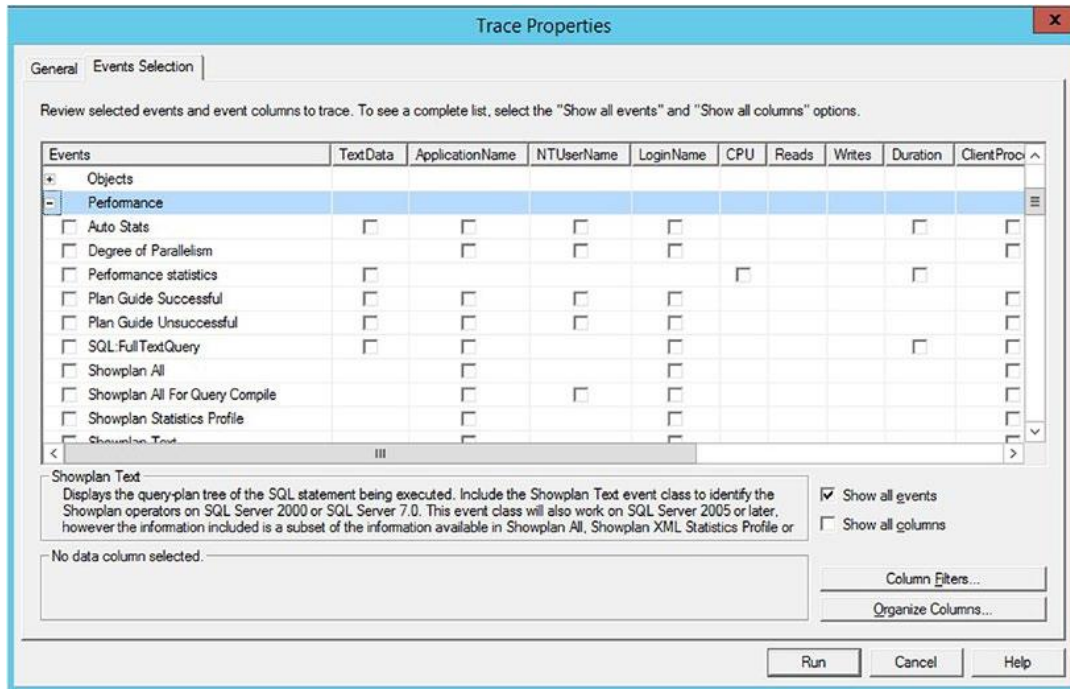 Trace Properties
x
General Events Selection
Review selected events and event columns to trace. To see a complete list, select the "Show all events" and "Show all columns" options.
Events TextData ApplicationName NTUserName LoginName CPU Reads Writes Duration ClientProc
Objects
Performance
Auto Stats
Degree of Parallelism
Performance statistics
Plan Guide Successful
Plan Guide Unsuccessful
SQL:FullTextQuery
Showplan All
Showplan All For Query Compile
Showplan Statistics Profile
Showplan Text
Showplan Text
Displays the query-plan tree of the SQL statement being executed. Include the Showplan Text event class to identify the
Showplan operators on SQL Server 2000 or SQL Server 7.0. This event class will also work on SQL Server 2005 or later,
however the information included is a subset of the information available in Showplan All, Showplan XML Statistics Profile or
Show all events
Show all columns
No data column selected.
Column Filters...
Organize Columns...
Run Cancel Help